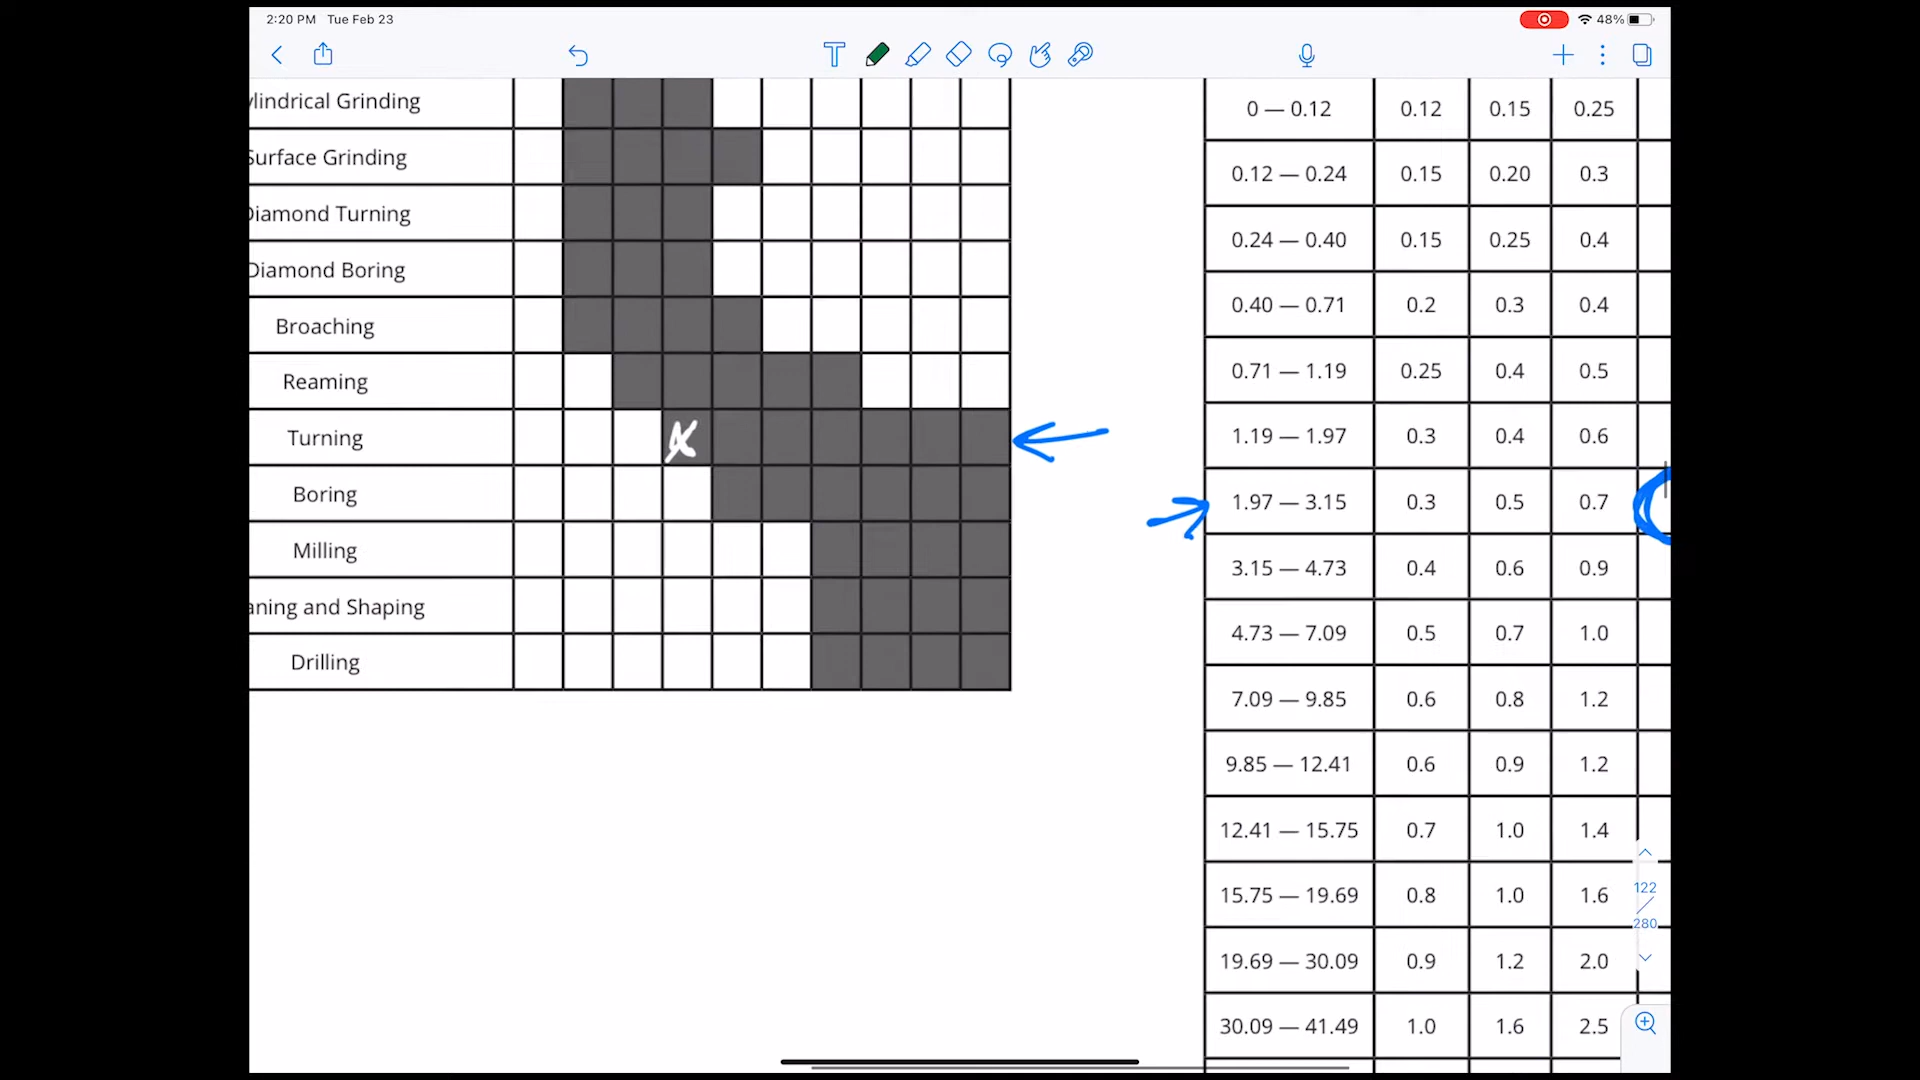 2:20 PM Tue Feb 23
48%
ylindrical Grinding
Surface Grinding
Diamond Turning
Diamond Boring
Broaching
Reaming
Turning
Boring
Milling
aning and Shaping
Drilling
0 — 0.12 0.12 0.15 0.25
0.12 — 0.24 0.15 0.20 0.3
0.24 — 0.40 0.15 0.25 0.4
0.40 — 0.71 0.2 0.3 0.4
0.71 — 1.19 0.25 0.4 0.5
1.19 — 1.97 0.3 0.4 0.6
1.97 — 3.15 0.3 0.5 0.7
3.15 — 4.73 0.4 0.6 0.9
4.73 — 7.09 0.5 0.7 1.0
7.09 — 9.85 0.6 0.8 1.2
9.85 — 12.41 0.6 0.9 1.2
12.41 — 15.75 0.7 1.0 1.4
15.75 — 19.69 0.8 1.0 1.6
19.69 — 30.09 0.9 1.2 2.0
30.09 — 41.49 1.0 1.6 2.5
122
280